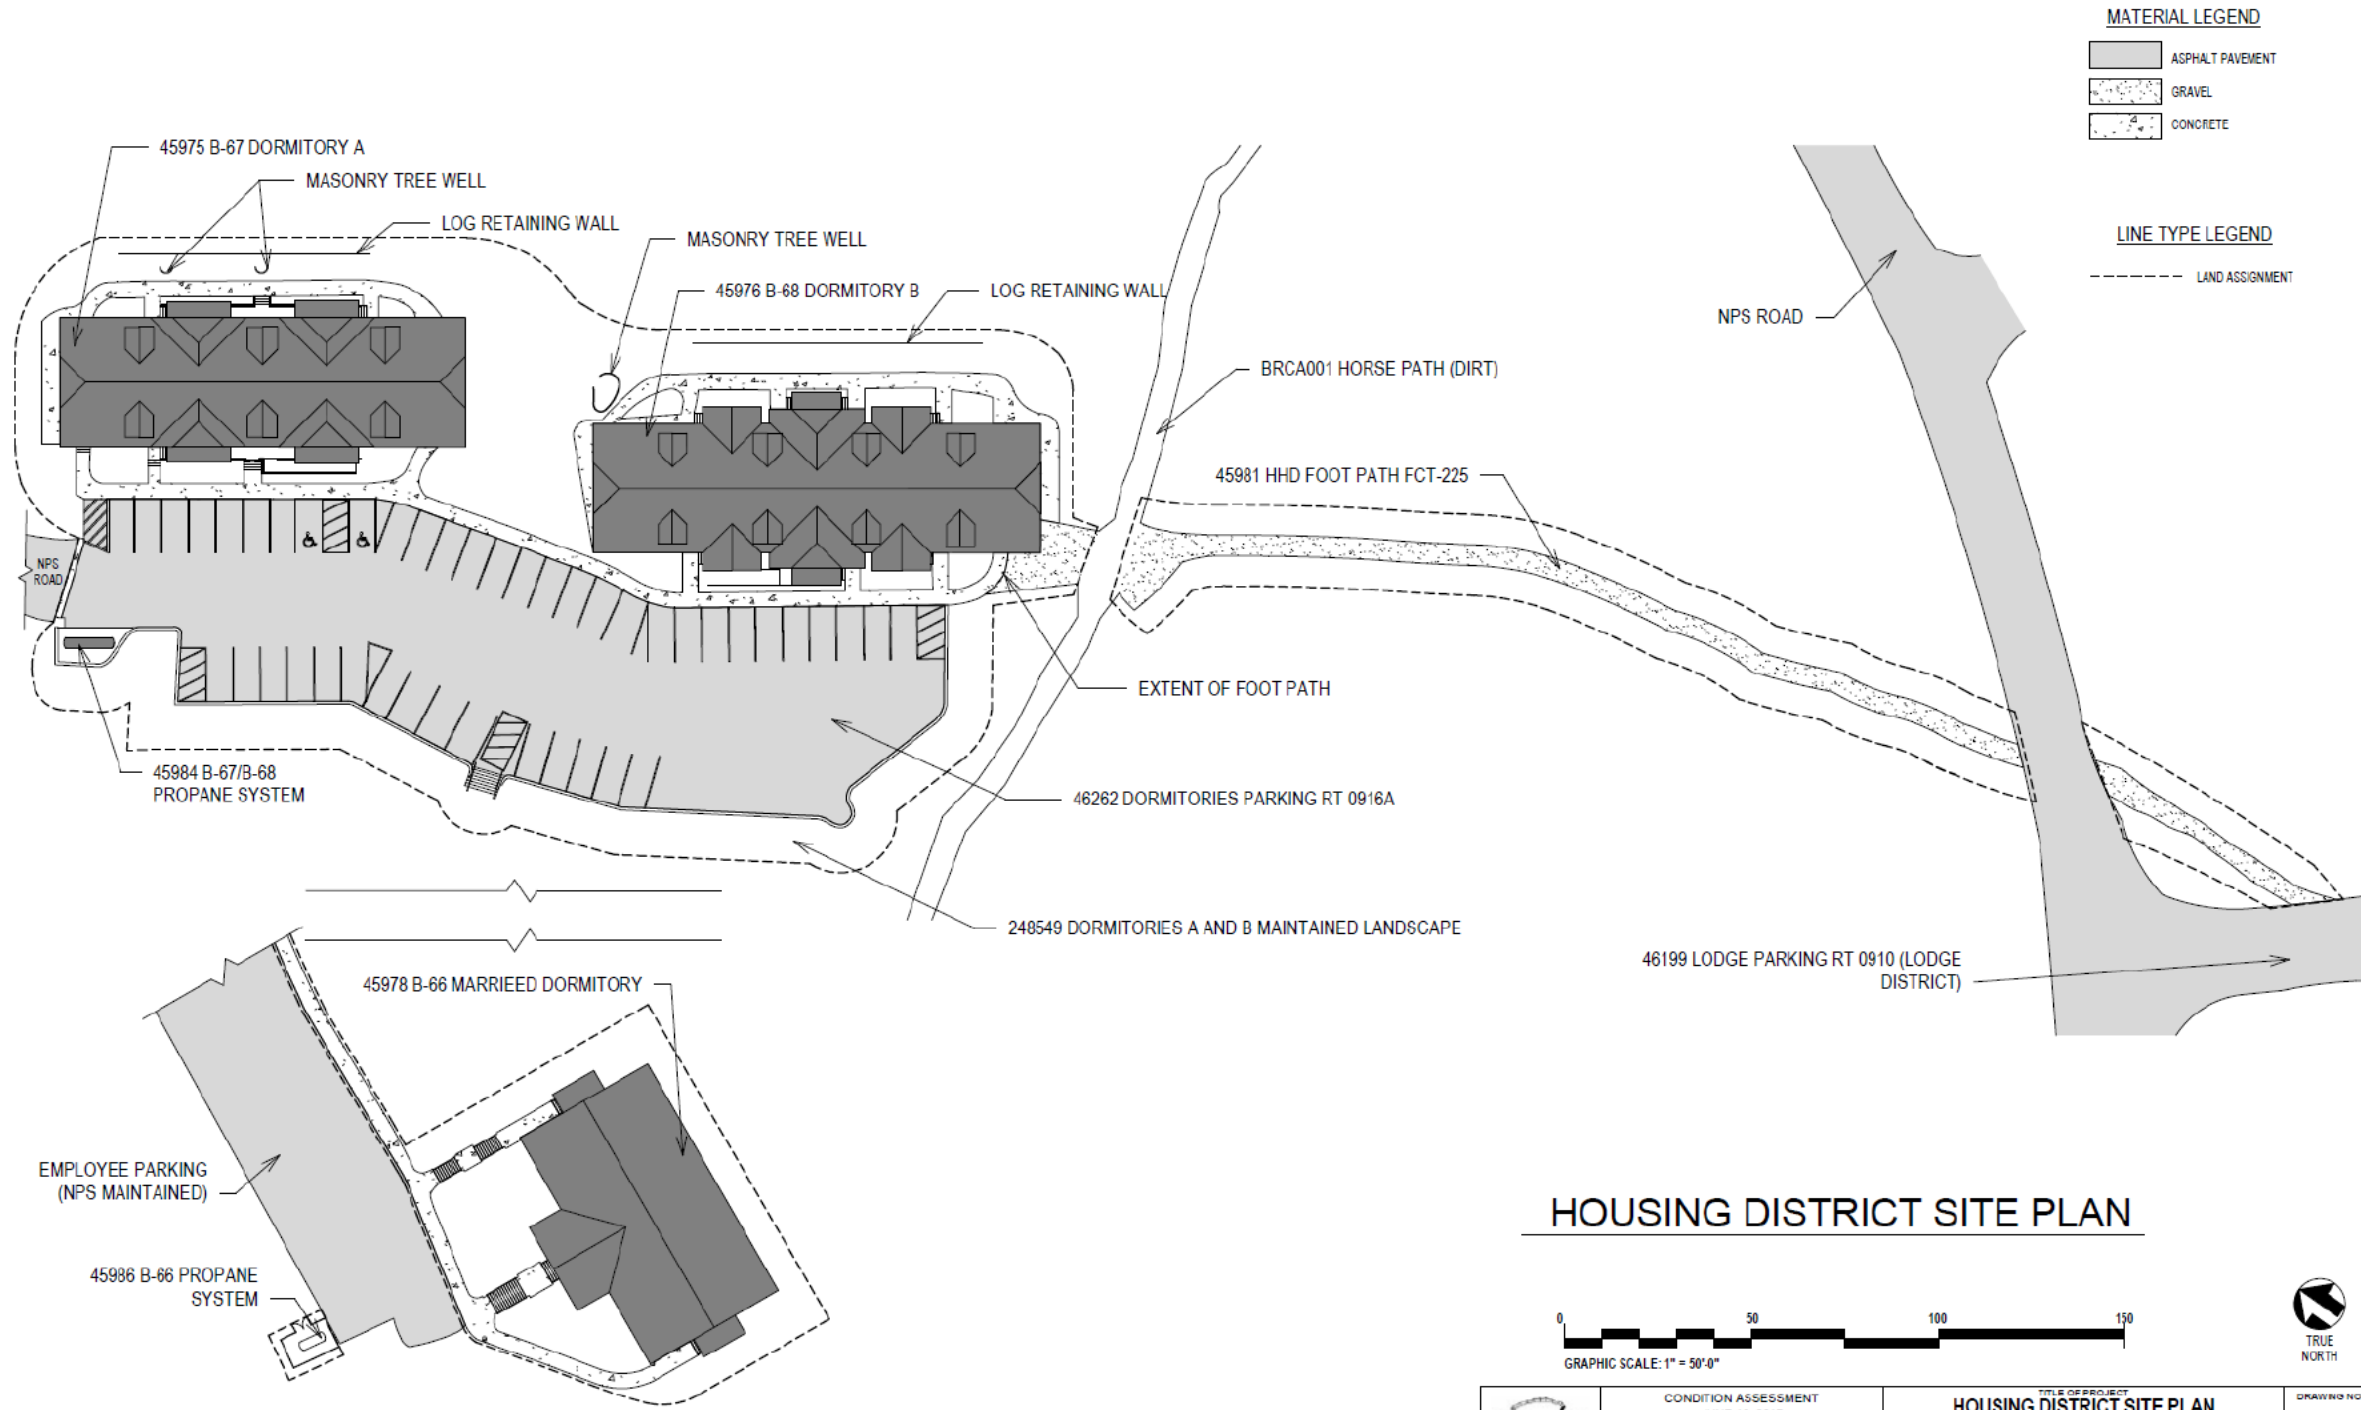 MATERIAL LEGEND
ASPHALT PAVEMENT
GRAVEL
CONCRETE
45975 B-67 DORMITORY A
MASONRY TREE WELL
LOG RETAINING WALL
MASONRY TREE WELL
45976 B-68 DORMITORY B
LOG RETAINING WALL
LINE TYPE LEGEND
LAND ASSIGNMENT
NPS ROAD
BRCA001 HORSE PATH (DIRT)
45981 HHD FOOT PATH FCT-225
NPS
ROAD
EXTENT OF FOOT PATH
45984 B-67/B-68
PROPANE SYSTEM
46262 DORMITORIES PARKING RT 0916A
248549 DORMITORIES A AND B MAINTAINED LANDSCAPE
46199 LODGE PARKING RT 0910 (LODGE
DISTRICT)
45978 B-66 MARRIEED DORMITORY
EMPLOYEE PARKING
(NPS MAINTAINED)
45986 B-66 PROPANE
SYSTEM
HOUSING DISTRICT SITE PLAN
0 50 100 150
GRAPHIC SCALE: 1" = 50'-0"
TRUE
NORTH
CONDITION ASSESSMENT
TITLE OF PROJECT
HOUSING DISTRICT SITE PLAN
DRAWING NO